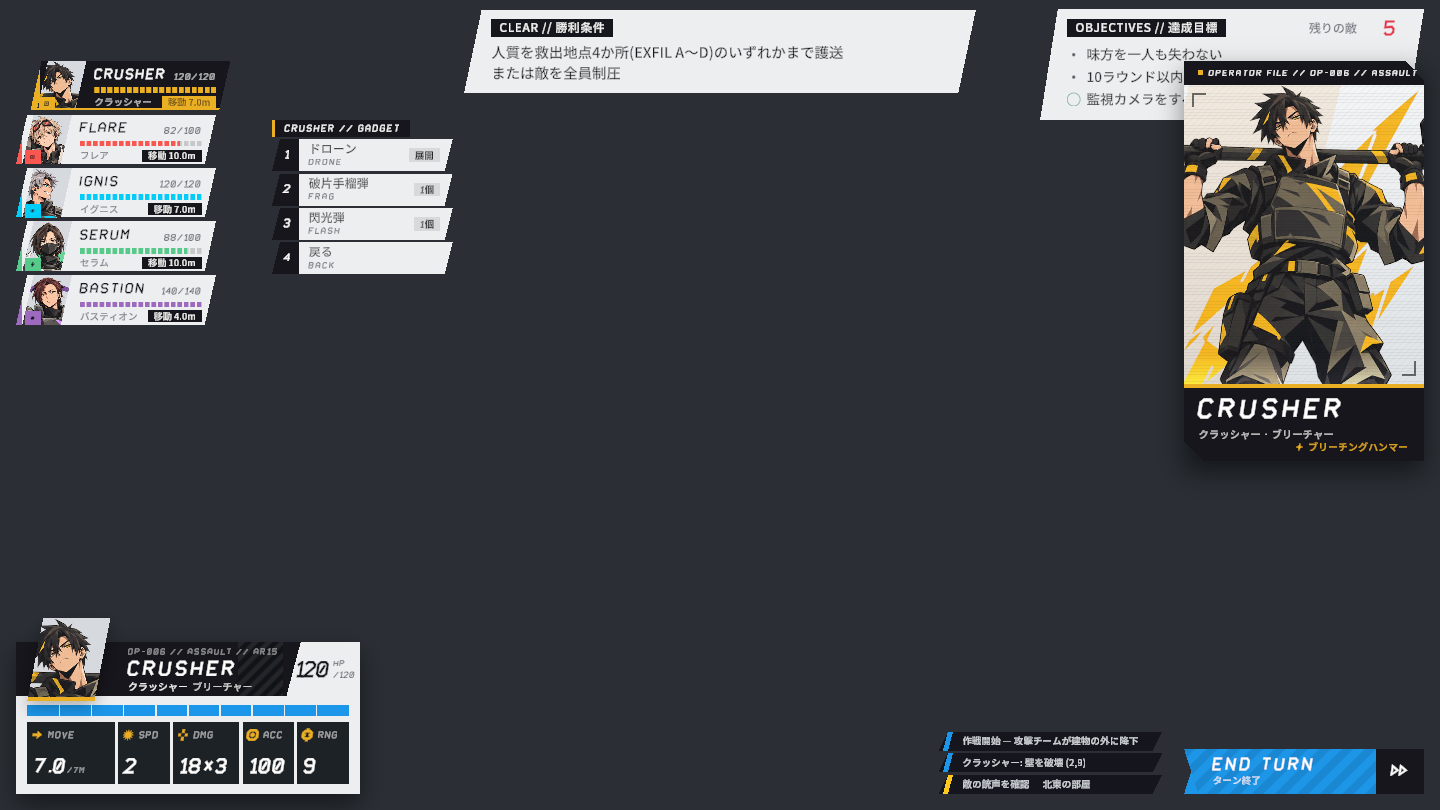 CLEAR // 勝利条件
人質を救出地点4か所(EXFIL A〜D)のいずれかまで護送
または敵を全員制圧
OBJECTIVES // 達成目標
残りの敵 5
・ 味方を一人も失わない
・ 10ラウンド以内
〇 監視カメラをす
CRUSHER 120/120
クラッシャー 移動 7.0m
FLARE 82/100
フレア 移動 10.0m
IGNIS 120/120
イグニス 移動 7.0m
SERUM 88/100
セラム 移動 10.0m
BASTION 140/140
バスティオン 移動 4.0m
CRUSHER // GADGET
1 ドローン 展開
DRONE
2 破片手榴弾 1個
FRAG
3 閃光弾 1個
FLASH
4 戻る
BACK
OPERATOR FILE // OP-006 // ASSAULT
CRUSHER
クラッシャー・ブリーチャー
ブリーチングハンマー
OP-006 // ASSAULT // AR15
CRUSHER
クラッシャー ブリーチャー
120 HP /120
MOVE SPD DMG ACC RNG
7.0/7M 2 18×3 100 9
作戦開始 — 攻撃チームが建物の外に降下
クラッシャー: 壁を破壊 (2,9)
敵の銃声を確認 北東の部屋
END TURN
ターン終了